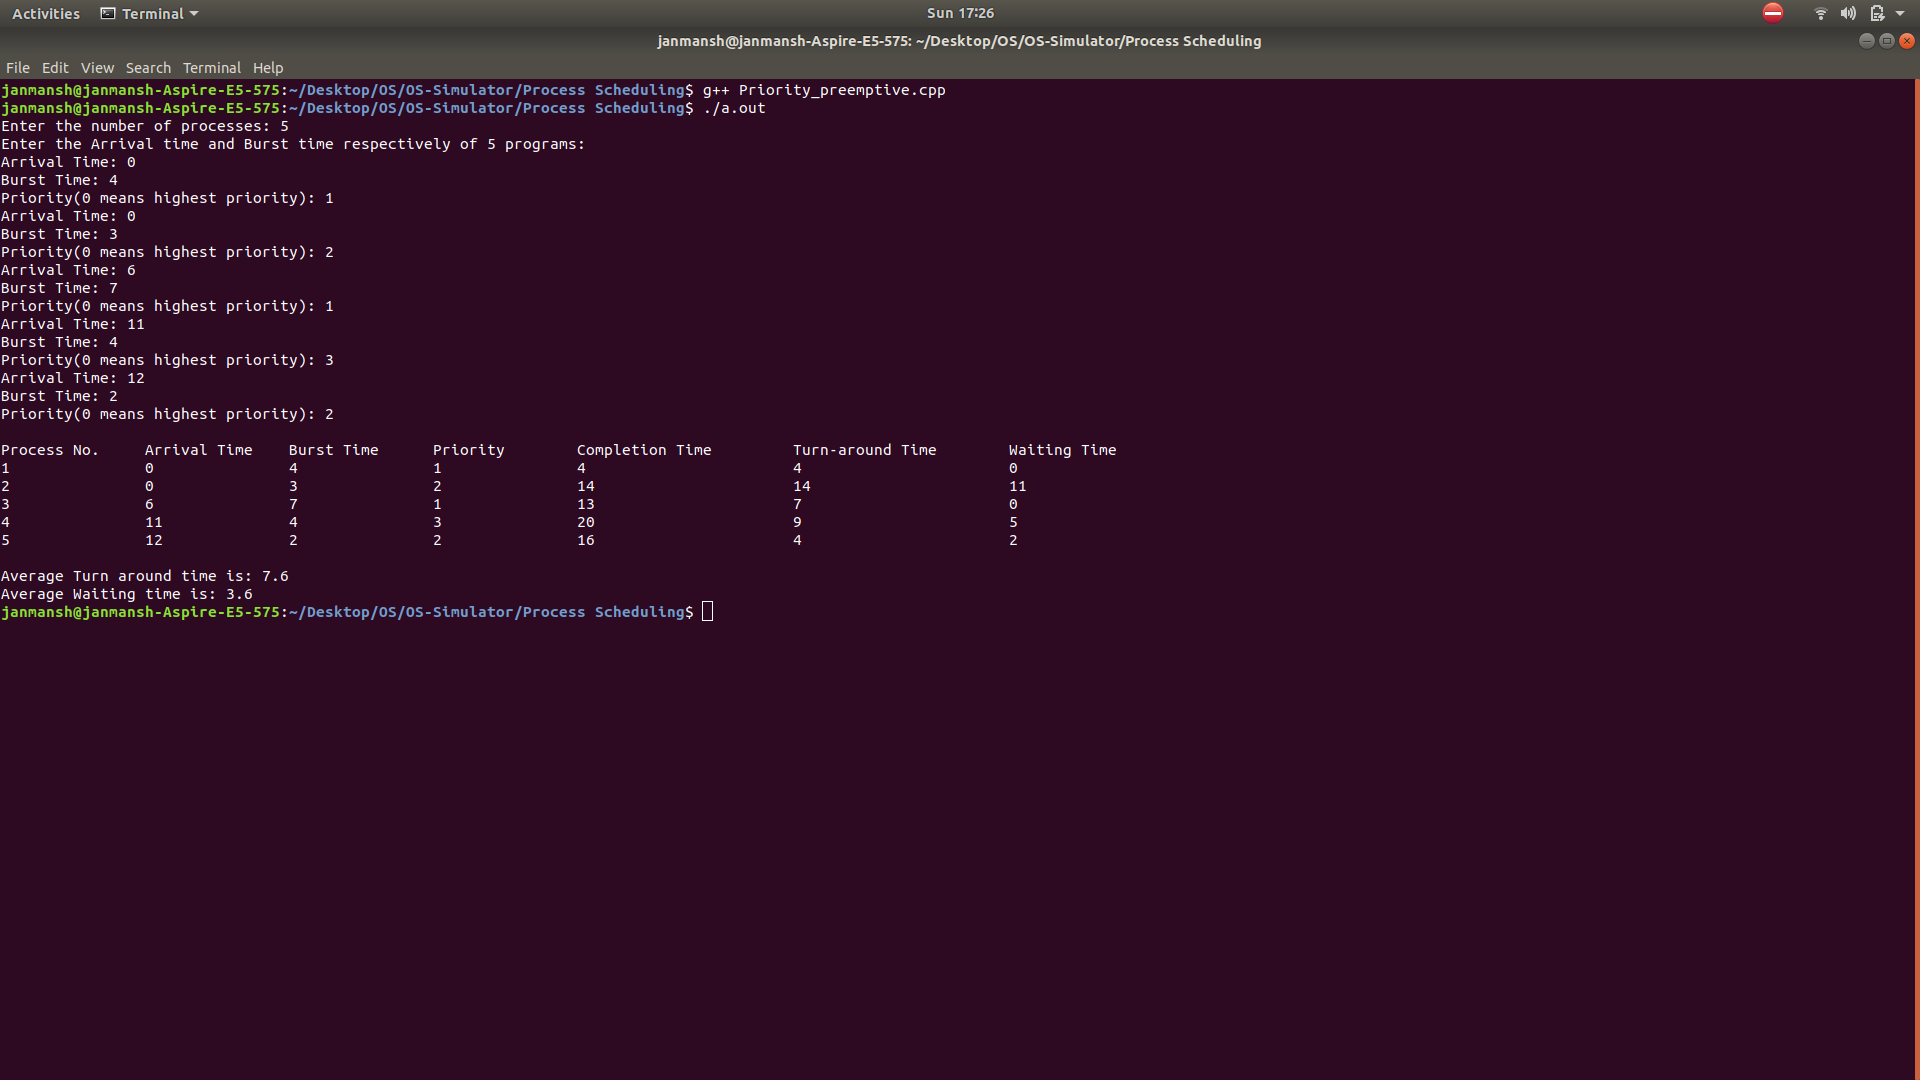 Activities Terminal Sun 17:26
janmansh@janmansh-Aspire-E5-575: ~/Desktop/OS/OS-Simulator/Process Scheduling
File Edit View Search Terminal Help
janmansh@janmansh-Aspire-E5-575:~/Desktop/OS/OS-Simulator/Process Scheduling$ g++ Priority_preemptive.cpp
janmansh@janmansh-Aspire-E5-575:~/Desktop/OS/OS-Simulator/Process Scheduling$ ./a.out
Enter the number of processes: 5
Enter the Arrival time and Burst time respectively of 5 programs:
Arrival Time: 0
Burst Time: 4
Priority(0 means highest priority): 1
Arrival Time: 0
Burst Time: 3
Priority(0 means highest priority): 2
Arrival Time: 6
Burst Time: 7
Priority(0 means highest priority): 1
Arrival Time: 11
Burst Time: 4
Priority(0 means highest priority): 3
Arrival Time: 12
Burst Time: 2
Priority(0 means highest priority): 2
Process No. Arrival Time Burst Time Priority Completion Time Turn-around Time Waiting Time
1 0 4 1 4 4 0
2 0 3 2 14 14 11
3 6 7 1 13 7 0
4 11 4 3 20 9 5
5 12 2 2 16 4 2
Average Turn around time is: 7.6
Average Waiting time is: 3.6
janmansh@janmansh-Aspire-E5-575:~/Desktop/OS/OS-Simulator/Process Scheduling$